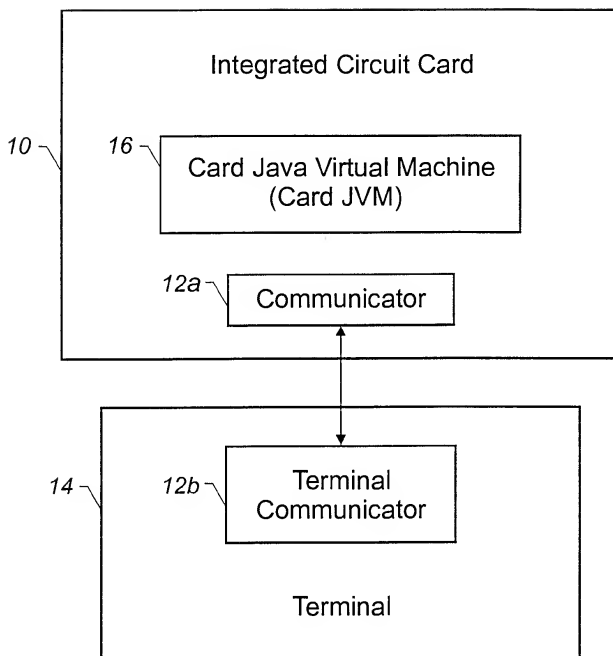 Integrated Circuit Card
10
16
Card Java Virtual Machine
(Card JVM)
12a
Communicator
14
12b
Terminal
Communicator
Terminal